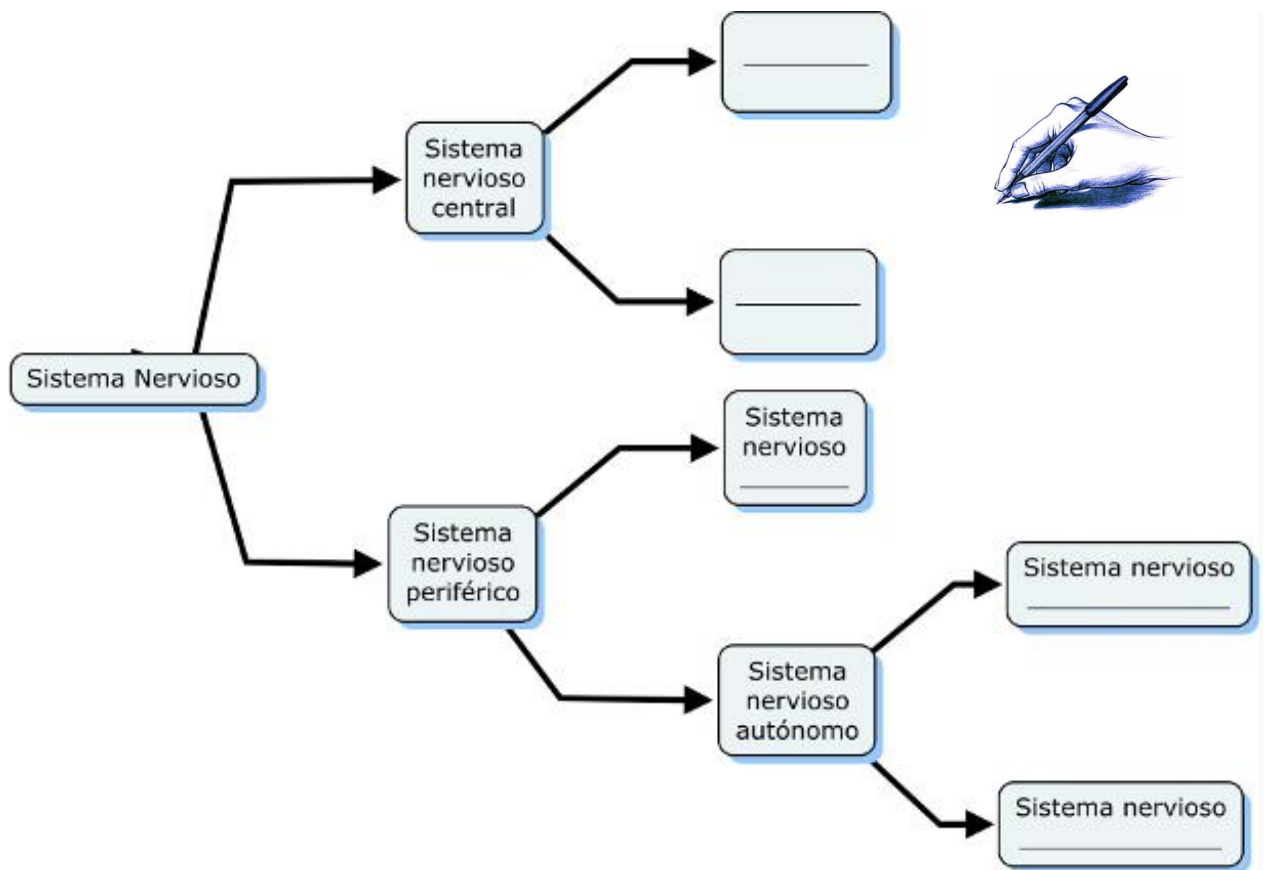 Sistema
nervioso
central
Sistema Nervioso
Sistema
nervioso
Sistema
nervioso
periférico
Sistema nervioso
Sistema
nervioso
autónomo
Sistema nervioso